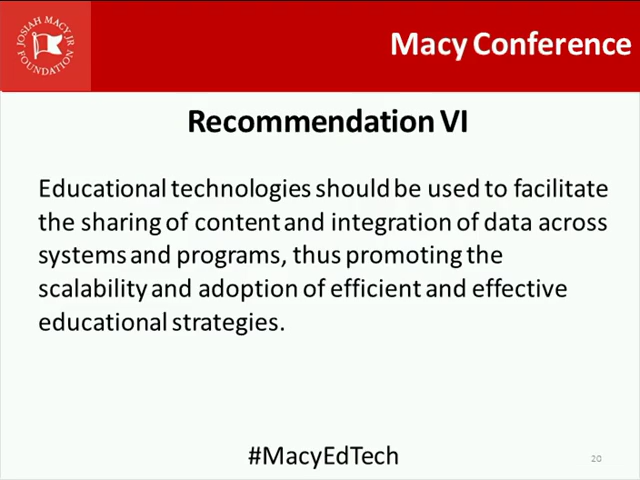 JOSIAH MACY JR
FOUNDATION
Macy Conference
Recommendation VI
Educational technologies should be used to facilitate
the sharing of content and integration of data across
systems and programs, thus promoting the
scalability and adoption of efficient and effective
educational strategies.
#MacyEdTech
20